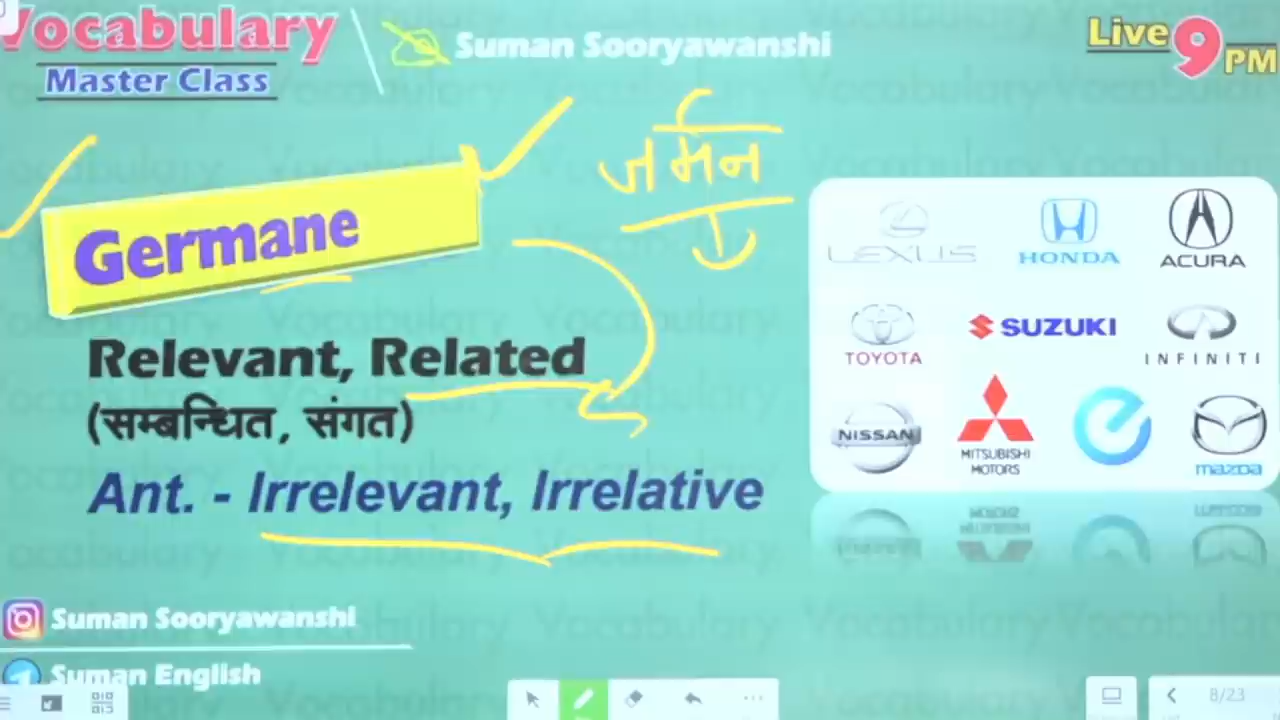 Vocabulary
Master Class
Suman Sooryawanshi
Live 9 PM
जर्मन
Germane
Relevant, Related
(सम्बन्धित, संगत)
Ant. - Irrelevant, Irrelative
LEXUS
HONDA
ACURA
TOYOTA
SUZUKI
INFINITI
NISSAN
MITSUBISHI
MOTORS
mazda
Suman Sooryawanshi
Suman English
8/23